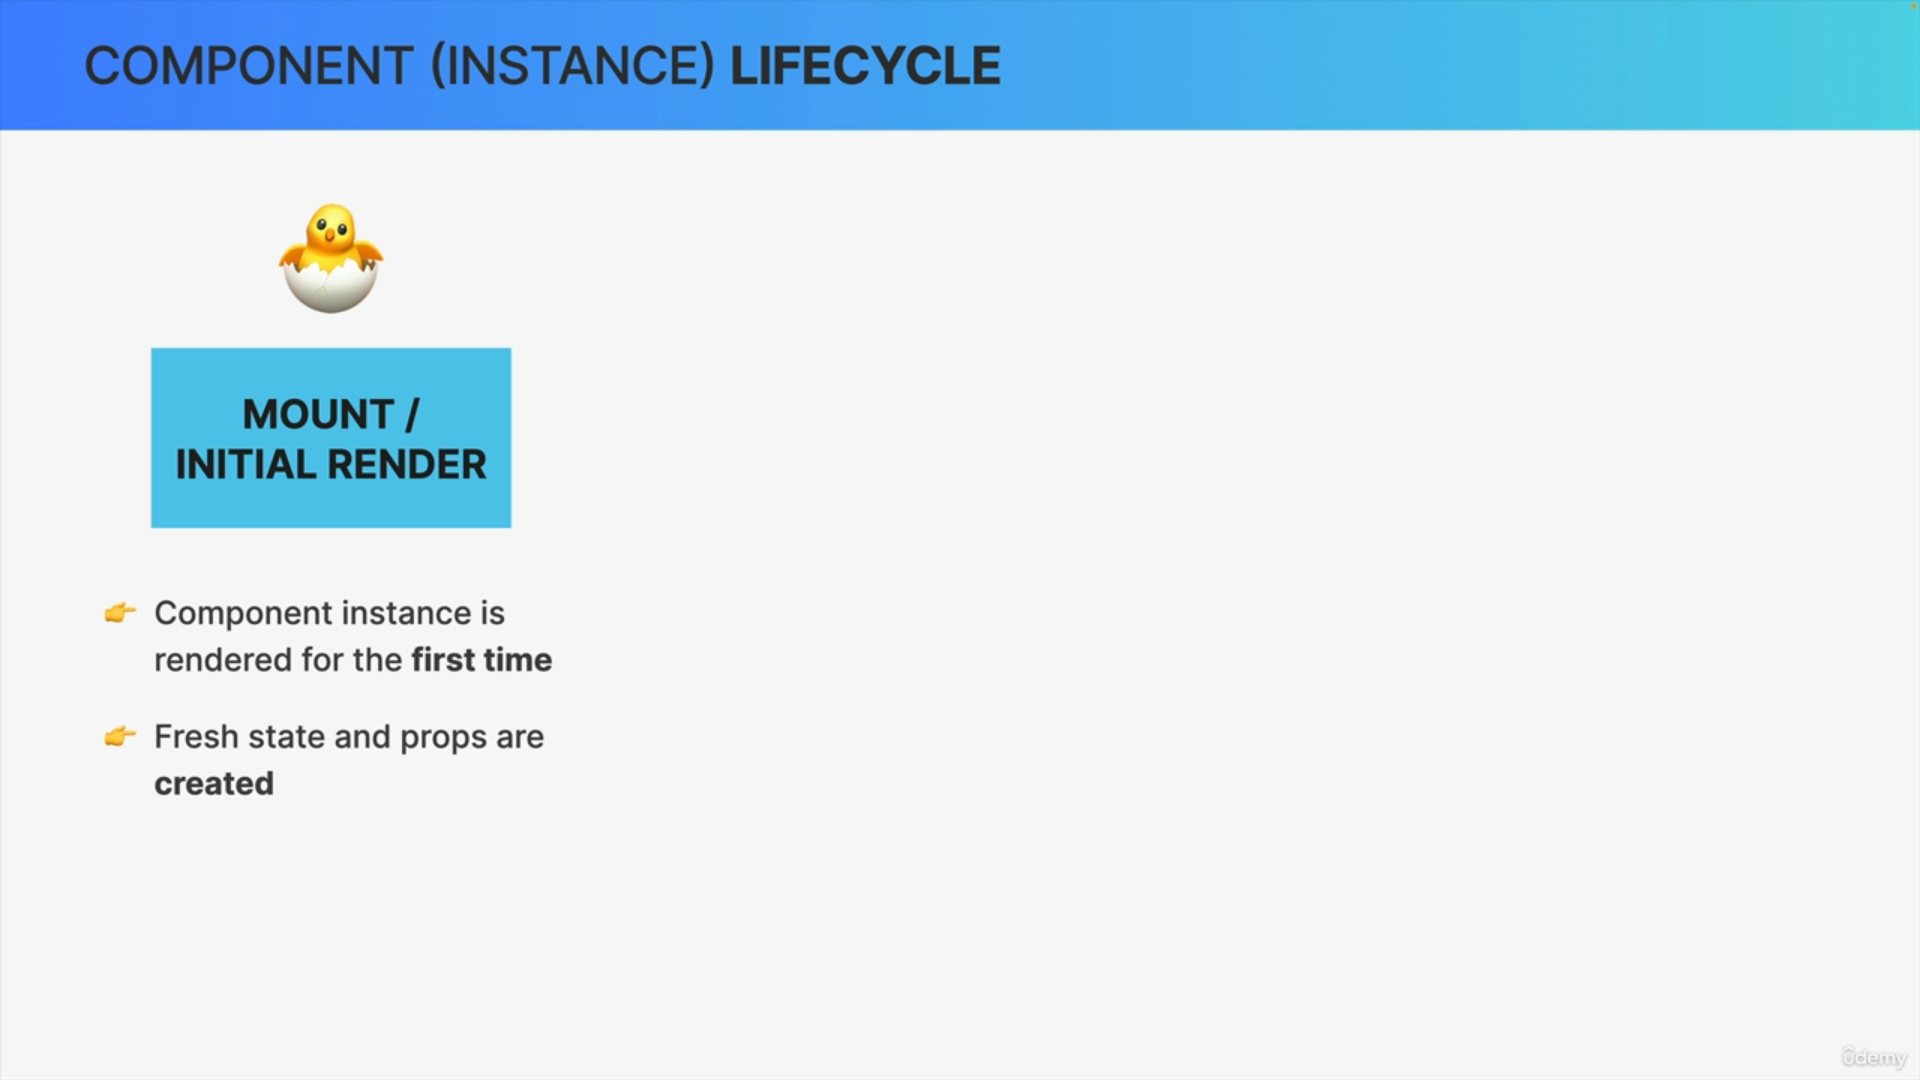 COMPONENT (INSTANCE) LIFECYCLE
MOUNT /
INITIAL RENDER
Component instance is
rendered for the first time
Fresh state and props are
created
ûdemy